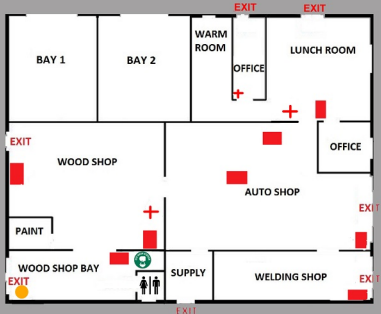 EXIT
EXIT
WARM
ROOM
LUNCH ROOM
BAY 1
BAY 2
OFFICE
EXIT
OFFICE
WOOD SHOP
AUTO SHOP
EXIT
PAINT
WOOD SHOP BAY
SUPPLY
WELDING SHOP
EXIT
EXIT
EXIT